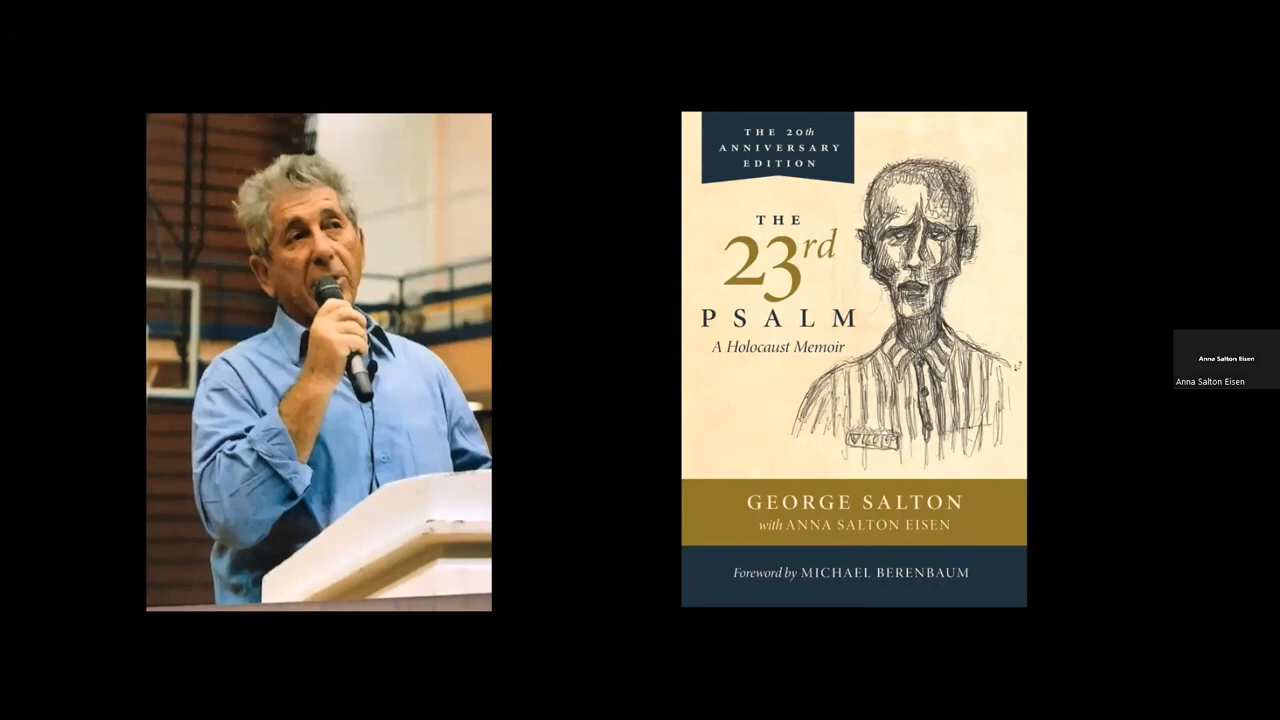 THE 20th
ANNIVERSARY
EDITION
THE
23rd
PSALM
A Holocaust Memoir
GEORGE SALTON
with ANNA SALTON EISEN
Foreword by MICHAEL BERENBAUM
Anna Salton Eisen
Anna Salton Eisen